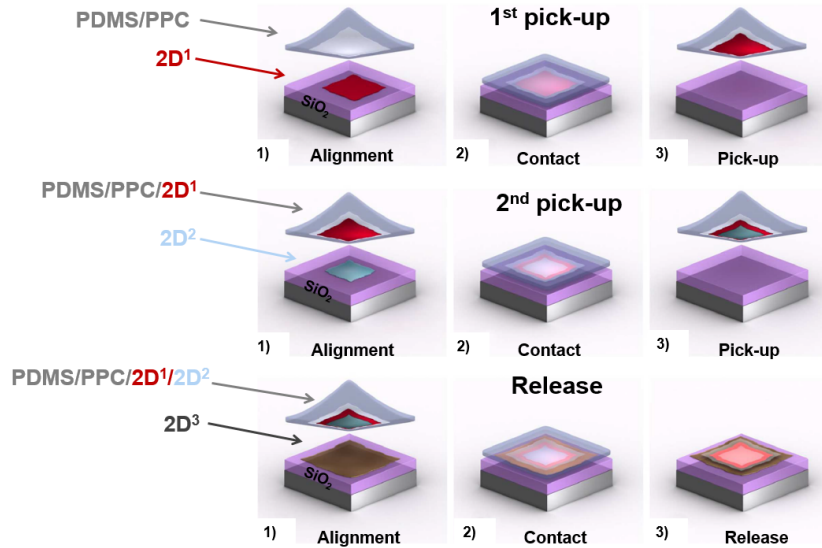 PDMS/PPC
1st pick-up
2D¹
SiO₂
1) Alignment
2) Contact
3) Pick-up
PDMS/PPC/2D¹
2nd pick-up
2D²
SiO₂
1) Alignment
2) Contact
3) Pick-up
PDMS/PPC/2D¹/2D²
Release
2D³
SiO₂
1) Alignment
2) Contact
3) Release